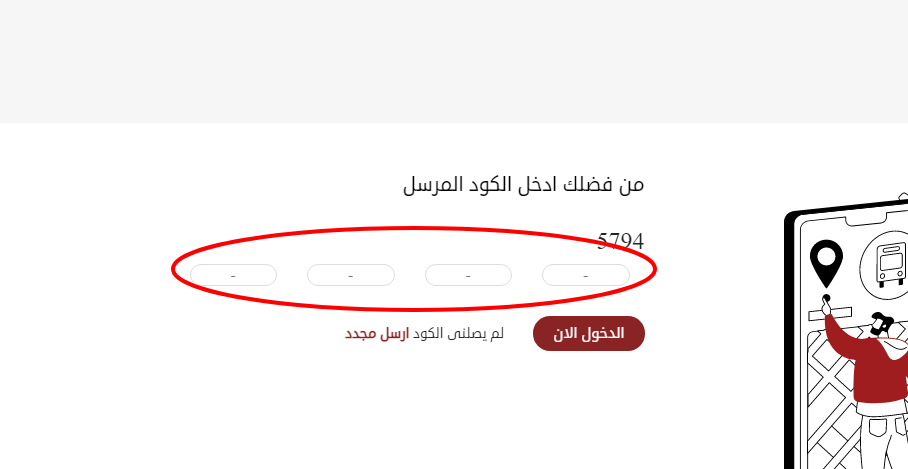 من فضلك ادخل الكود المرسل
5794
- - - -
الدخول الان لم يصلنى الكود ارسل مجدد